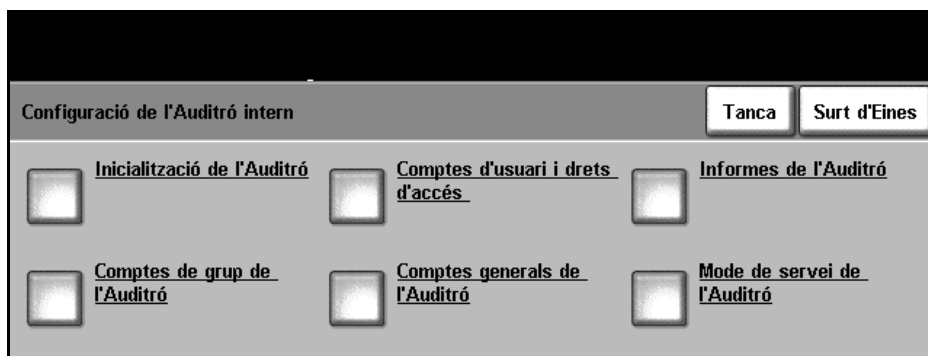 Configuració de l'Auditró intern
Tanca
Surt d'Eines
Inicialització de l'Auditró
Comptes d'usuari i drets
d'accés
Informes de l'Auditró
Comptes de grup de
l'Auditró
Comptes generals de
l'Auditró
Mode de servei de
l'Auditró